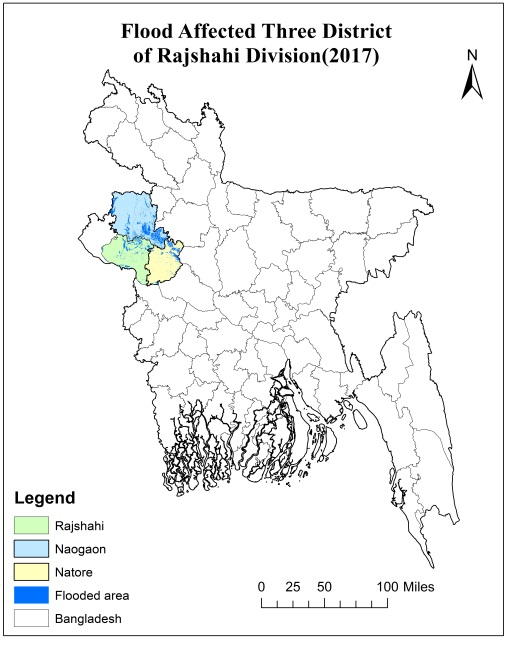 Flood Affected Three District
of Rajshahi Division(2017)
N
Legend
Rajshahi
Naogaon
Natore
Flooded area
Bangladesh
0 25 50 100 Miles